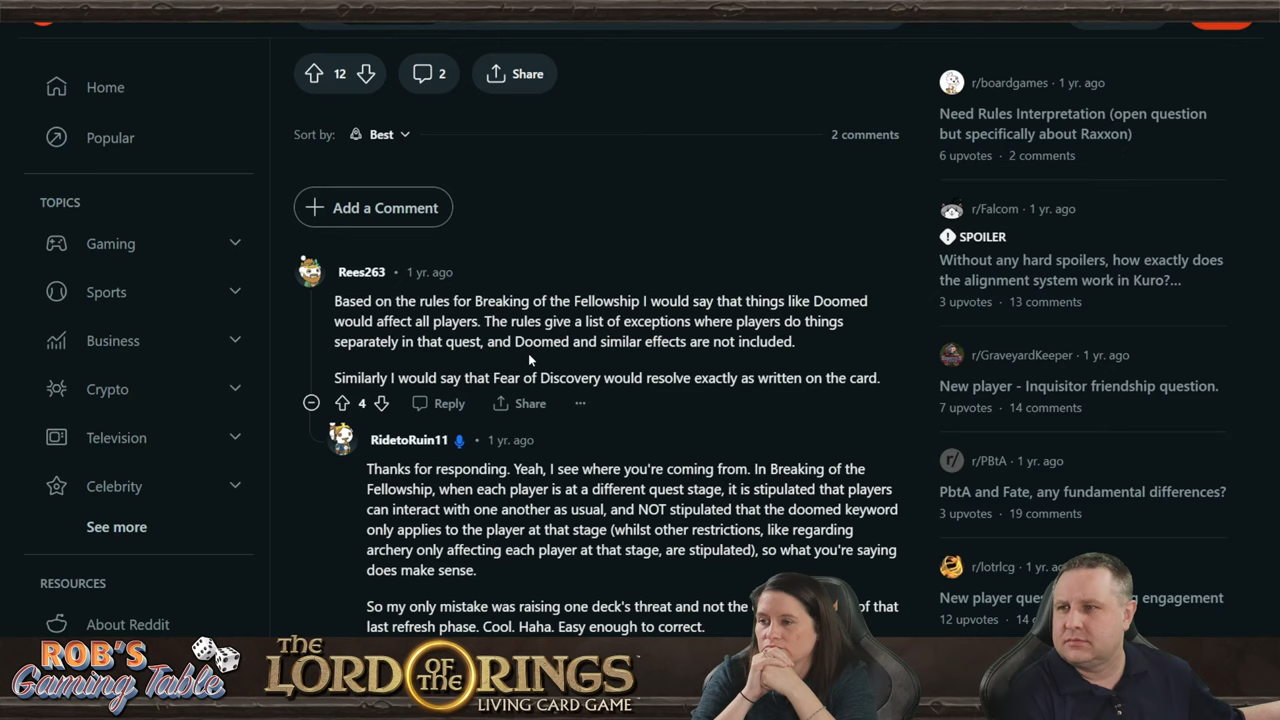 12
2
Share
Home
Popular
TOPICS
Gaming
Sports
Business
Crypto
Television
Celebrity
See more
RESOURCES
About Reddit
Sort by:
Best
2 comments
Add a Comment
Rees263 • 1 yr. ago
Based on the rules for Breaking of the Fellowship I would say that things like Doomed
would affect all players. The rules give a list of exceptions where players do things
separately in that quest, and Doomed and similar effects are not included.
Similarly I would say that Fear of Discovery would resolve exactly as written on the card.
4
Reply
Share
RidetoRuin11 • 1 yr. ago
Thanks for responding. Yeah, I see where you're coming from. In Breaking of the
Fellowship, when each player is at a different quest stage, it is stipulated that players
can interact with one another as usual, and NOT stipulated that the doomed keyword
only applies to the player at that stage (whilst other restrictions, like regarding
archery only affecting each player at that stage, are stipulated), so what you're saying
does make sense.
So my only mistake was raising one deck's threat and not the of that
last refresh phase. Cool. Haha. Easy enough to correct.
r/boardgames · 1 yr. ago
Need Rules Interpretation (open question
but specifically about Raxxon)
6 upvotes · 2 comments
r/Falcom · 1 yr. ago
SPOILER
Without any hard spoilers, how exactly does
the alignment system work in Kuro?...
3 upvotes · 13 comments
r/GraveyardKeeper · 1 yr. ago
New player - Inquisitor friendship question.
7 upvotes · 14 comments
r/PBtA · 1 yr. ago
PbtA and Fate, any fundamental differences?
3 upvotes · 19 comments
r/lotrlcg · 1 yr.
New player engagement
12 upvotes · 14
ROB'S
Gaming Table
THE
LORD OF THE RINGS
LIVING CARD GAME